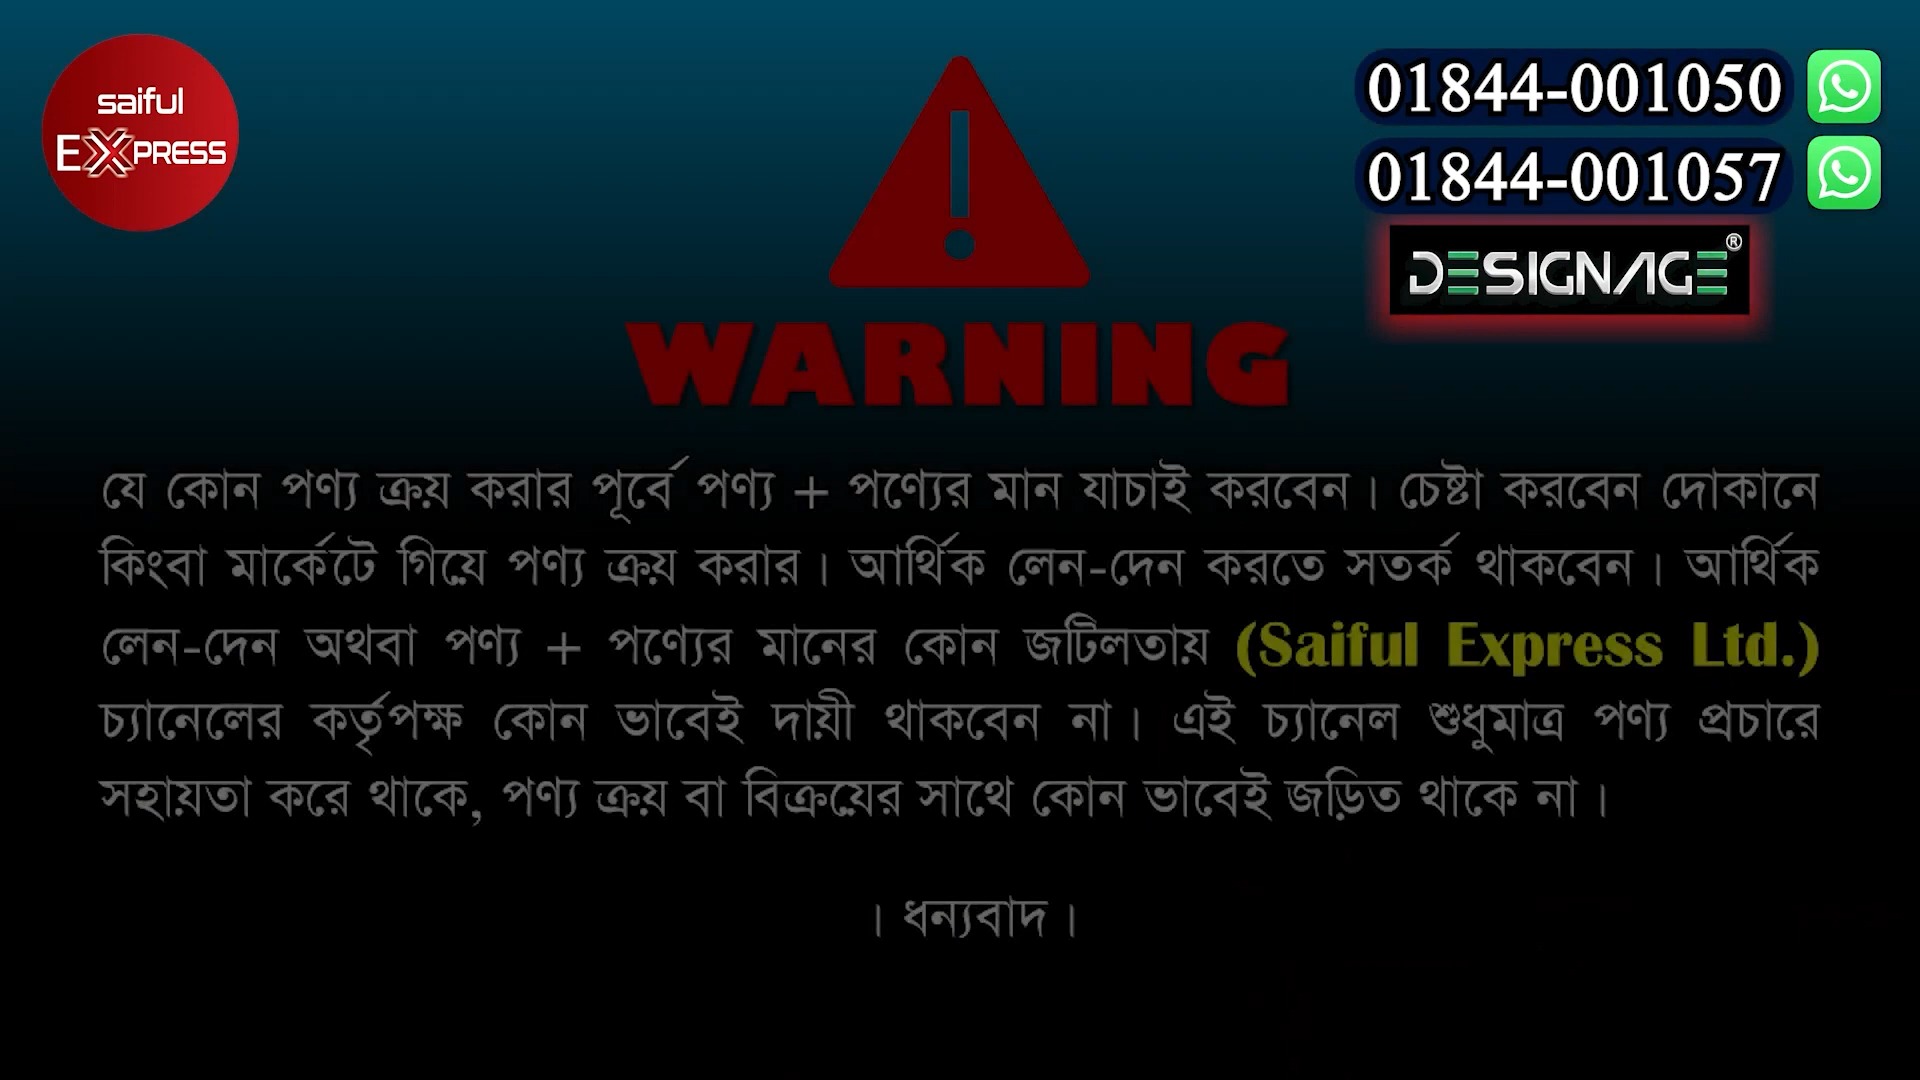 saiful
EXPRESS
01844-001050
01844-001057
DESIGNAGE®
WARNING
যে কোন পণ্য ক্রয় করার পূর্বে পণ্য + পণ্যের মান যাচাই করবেন। চেষ্টা করবেন দোকানে
কিংবা মার্কেটে গিয়ে পণ্য ক্রয় করার। আর্থিক লেন-দেন করতে সতর্ক থাকবেন। আর্থিক
লেন-দেন অথবা পণ্য + পণ্যের মানের কোন জটিলতায় (Saiful Express Ltd.)
চ্যানেলের কর্তৃপক্ষ কোন ভাবেই দায়ী থাকবেন না। এই চ্যানেল শুধুমাত্র পণ্য প্রচারে
সহায়তা করে থাকে, পণ্য ক্রয় বা বিক্রয়ের সাথে কোন ভাবেই জড়িত থাকে না।
। ধন্যবাদ।